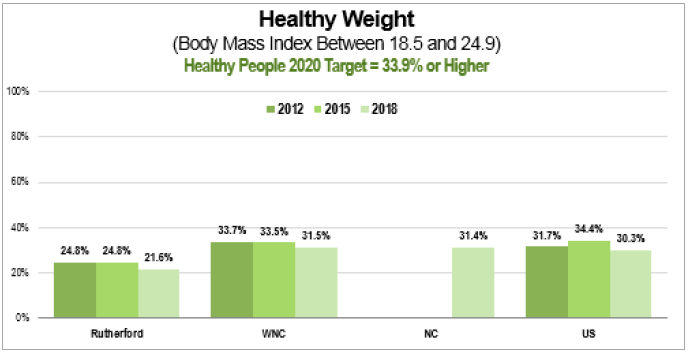 Healthy Weight
(Body Mass Index Between 18.5 and 24.9)
Healthy People 2020 Target = 33.9% or Higher
100%
2012 2015 2018
80%
60%
40%
33.7% 33.5% 31.5% 31.4% 31.7% 34.4% 30.3%
24.8% 24.8% 21.6%
20%
0%
Rutherford WNC NC US